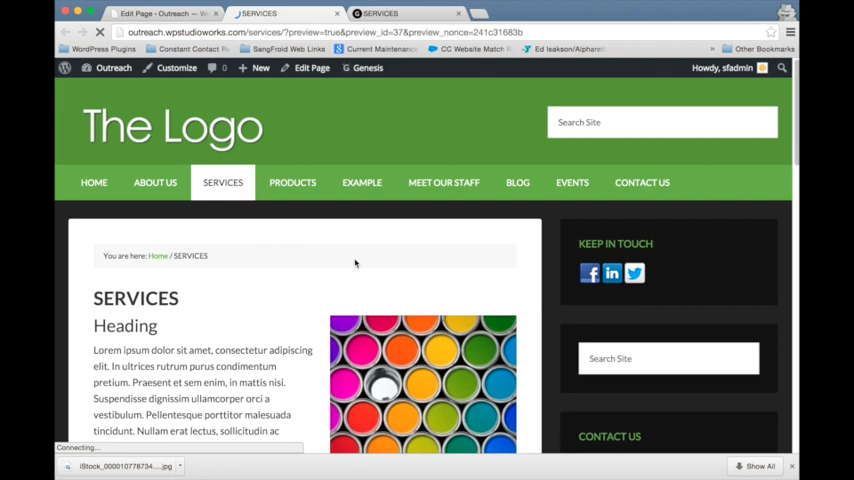 Edit Page ‹ Outreach — W
SERVICES
SERVICES
outreach.wpstudioworks.com/services/?preview=true&preview_id=37&preview_nonce=241c31683b
WordPress Plugins
Constant Contact Re
SangFroid Web Links
Current Maintenance
CC Website Match R
Ed Isakson/Alpharett
» Other Bookmarks
Outreach Customize 0 + New Edit Page Genesis
Howdy, sfadmin
The Logo
Search Site
HOME ABOUT US SERVICES PRODUCTS EXAMPLE MEET OUR STAFF BLOG EVENTS CONTACT US
You are here: Home / SERVICES
SERVICES
Heading
Lorem ipsum dolor sit amet, consectetur adipiscing
elit. In ultrices rutrum purus condimentum
pretium. Praesent et sem enim, in mattis nisi.
Suspendisse dignissim ullamcorper orci a
vestibulum. Pellentesque porttitor malesuada
tincidunt. Nullam erat lectus, sollicitudin ac
KEEP IN TOUCH
Search Site
CONTACT US
Connecting...
iStock_000010778734....jpg
Show All